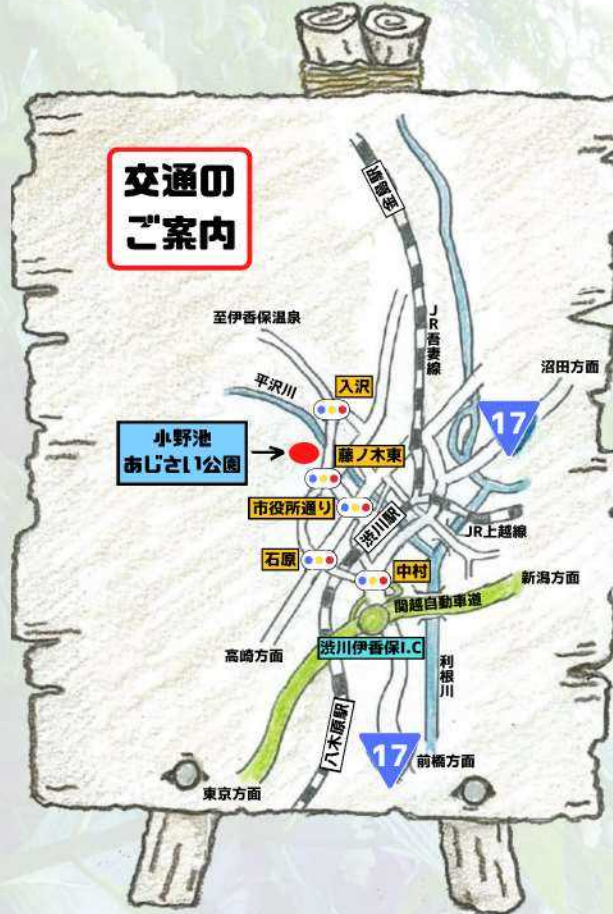 交通の
ご案内
金島駅
JR吾妻線
至伊香保温泉
沼田方面
平沢川
入沢
17
小野池
あじさい公園
藤ノ木東
市役所通り
渋川駅
JR上越線
石原
中村
新潟方面
関越自動車道
渋川伊香保I.C
高崎方面
利根川
八木原駅
17
前橋方面
東京方面